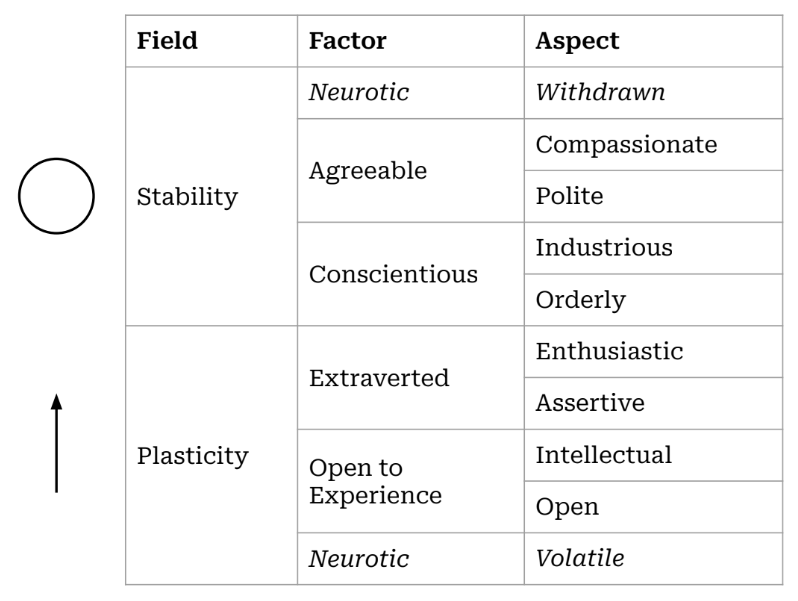 Field Factor Aspect
Neurotic Withdrawn
Stability Agreeable Compassionate
Polite
Conscientious Industrious
Orderly
Plasticity Extraverted Enthusiastic
Assertive
Open to
Experience Intellectual
Open
Neurotic Volatile